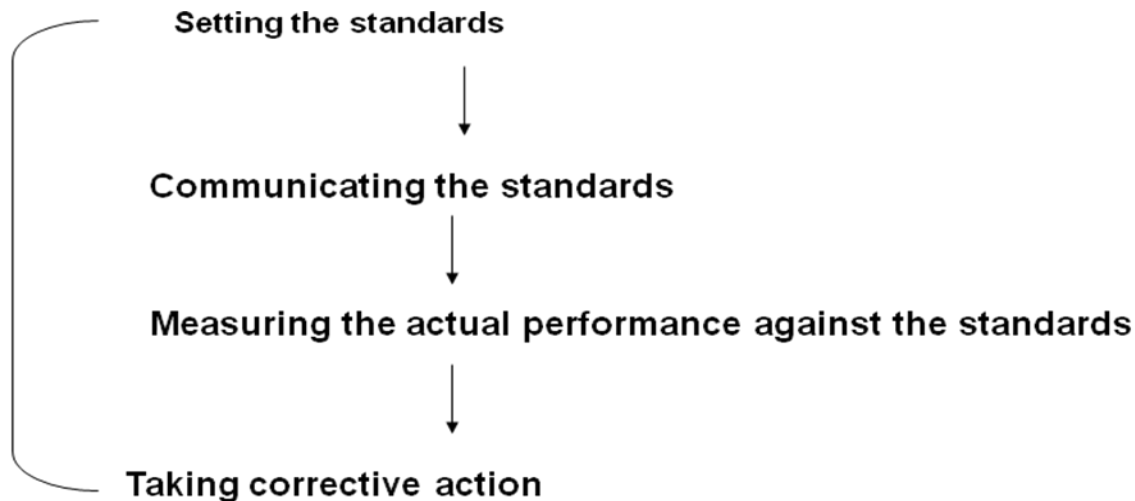 Setting the standards
Communicating the standards
Measuring the actual performance against the standards
Taking corrective action